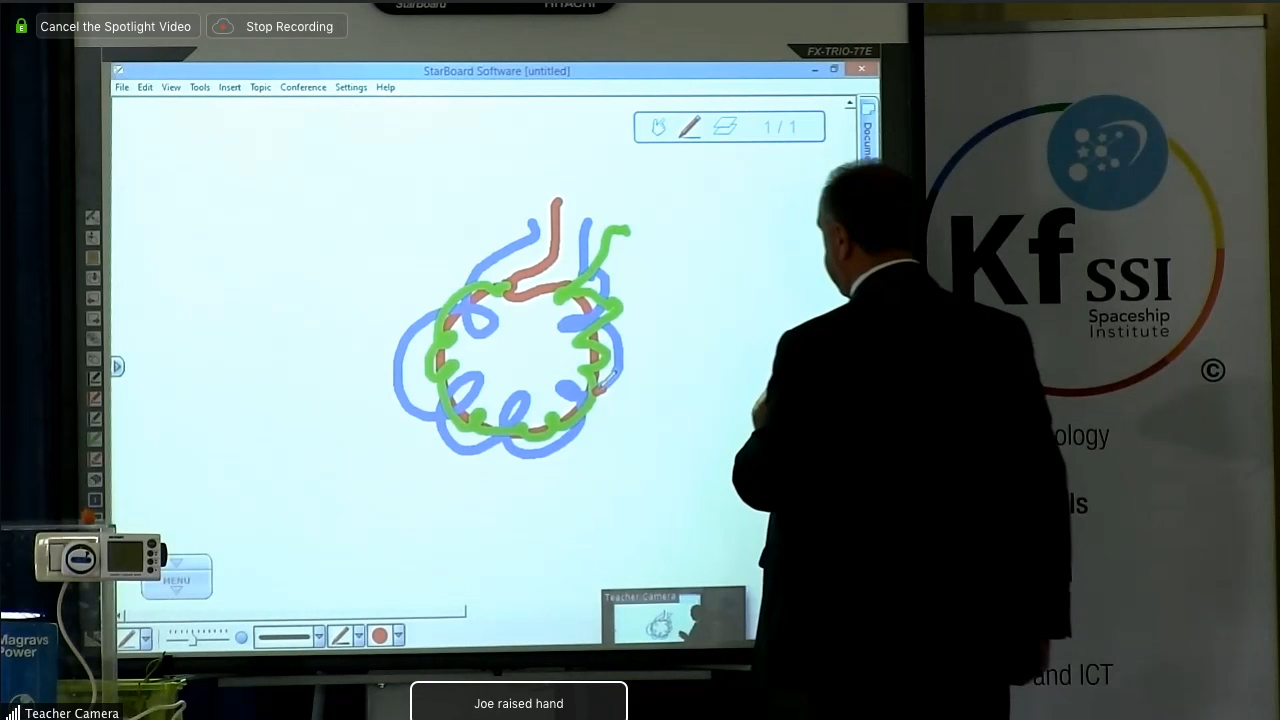 StarBoard
HITACHI
Cancel the Spotlight Video
Stop Recording
FX-TRIO-77E
StarBoard Software [untitled]
File Edit View Tools Insert Topic Conference Settings Help
1 / 1
Docume
Kf SSI
Spaceship
Institute
©
ology
ls
and ICT
MENU
Teacher Camera
Magravs
Power
Joe raised hand
Teacher Camera